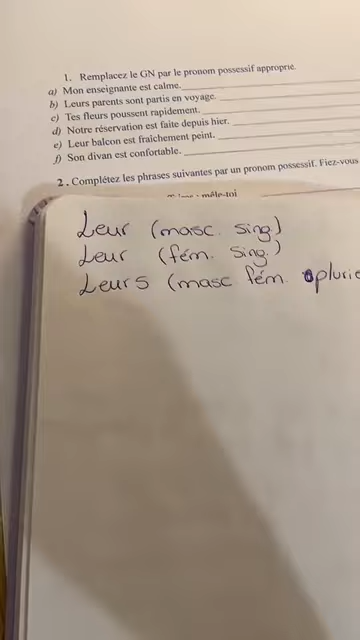 1. Remplacez le GN par le pronom possessif approprié.
a) Mon enseignante est calme.
b) Leurs parents sont partis en voyage.
c) Tes fleurs poussent rapidement.
d) Notre réservation est faite depuis hier.
e) Leur balcon est fraîchement peint.
f) Son divan est confortable.
2. Complétez les phrases suivantes par un pronom possessif. Fiez-vous
mêle-toi
Leur (masc. sing.)
Leur (fém. sing.)
Leurs (masc fém. plurie